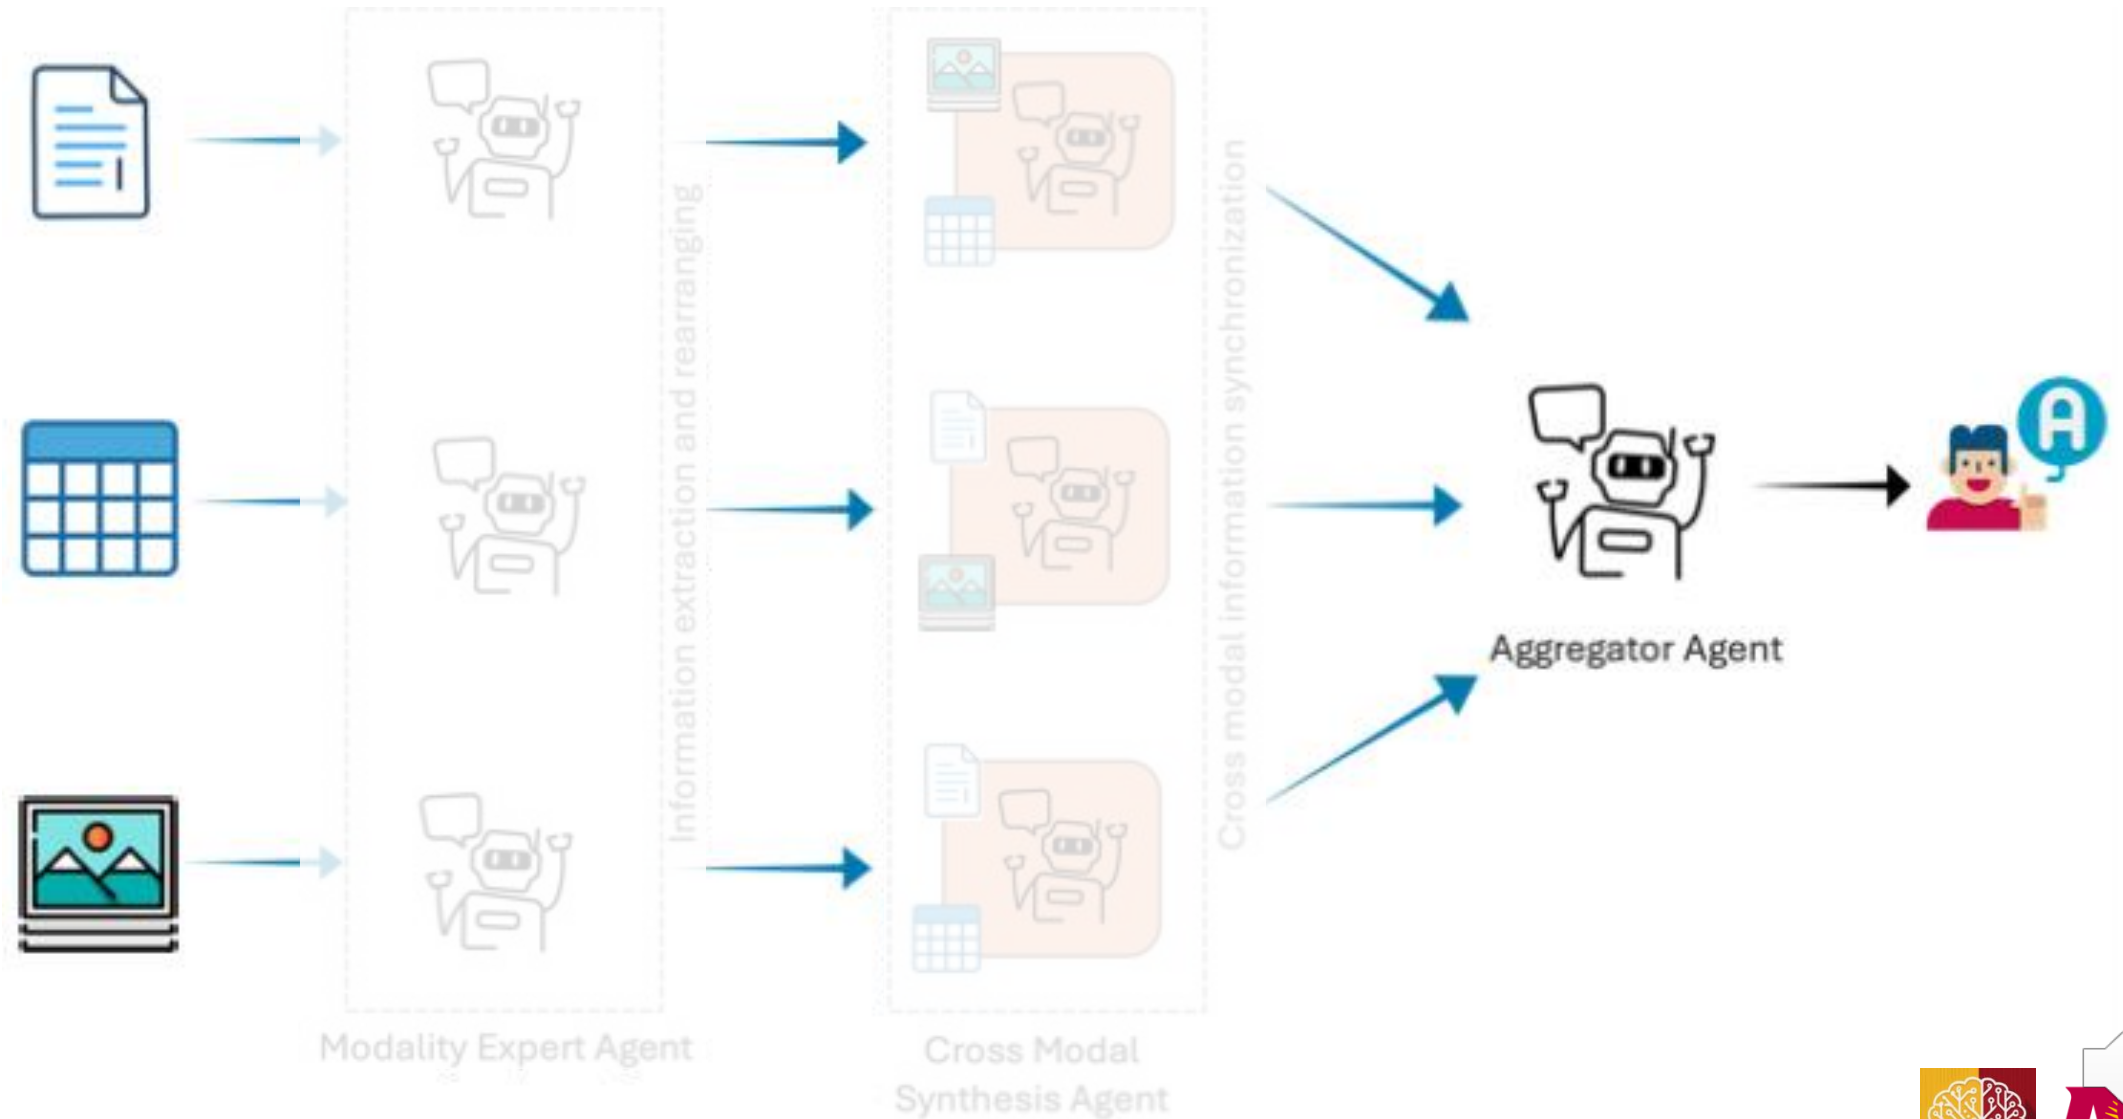 Information extraction and rearranging
Cross modal information synchronization
A
Aggregator Agent
Modality Expert Agent
Cross Modal
Synthesis Agent